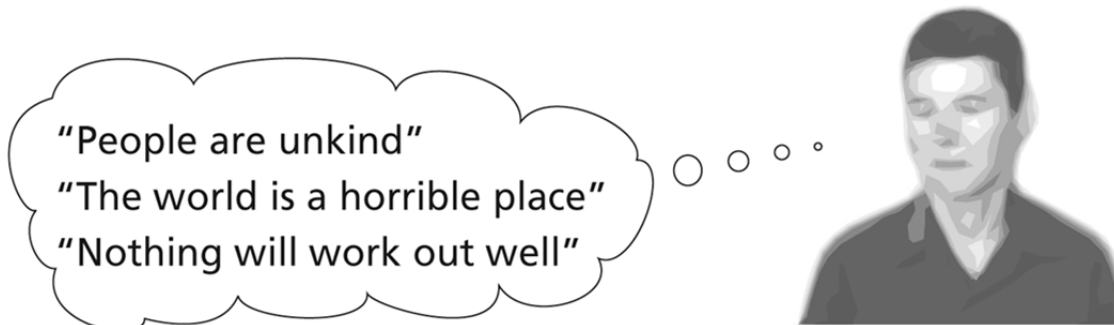 “People are unkind”
“The world is a horrible place”
“Nothing will work out well”